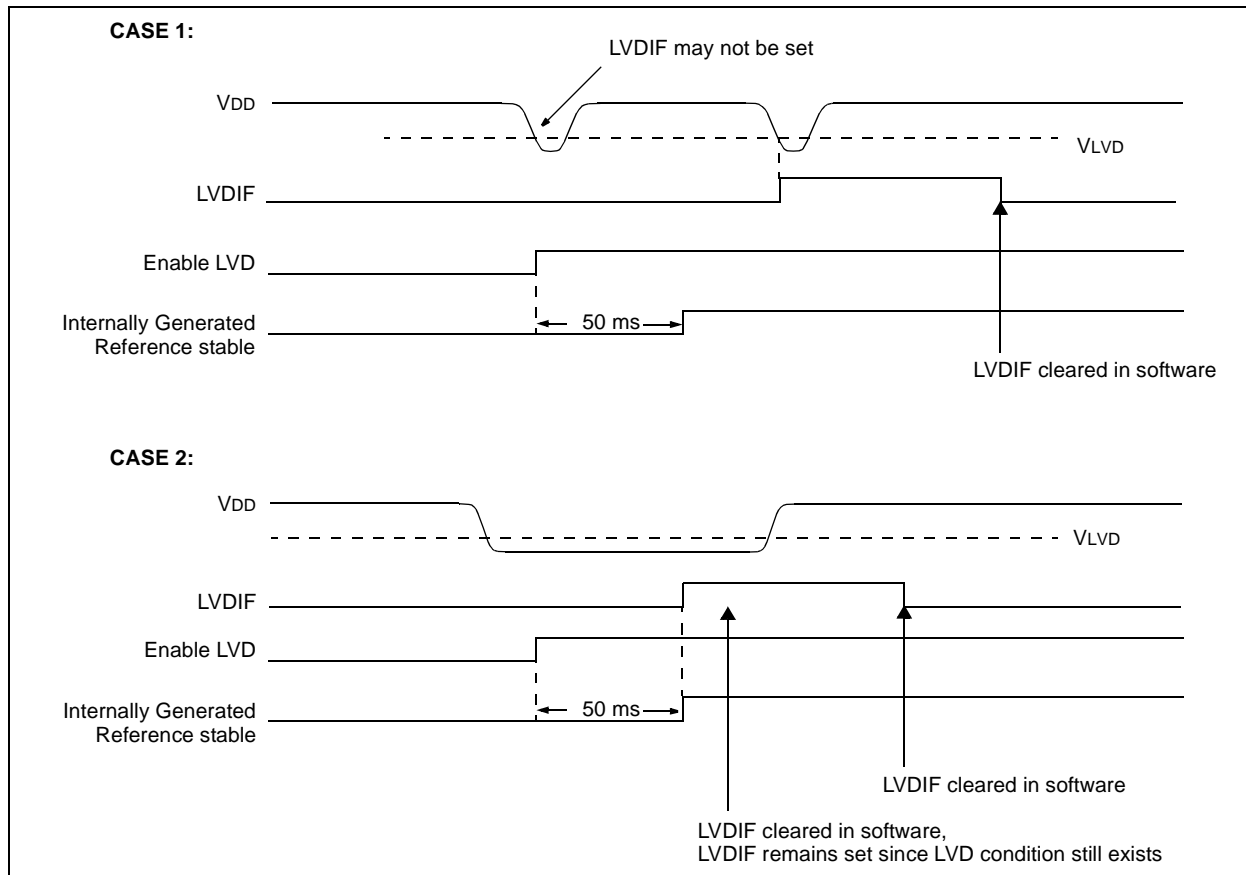 CASE 1:
LVDIF may not be set
VDD
VLVD
LVDIF
Enable LVD
Internally Generated
Reference stable
50 ms
LVDIF cleared in software
CASE 2:
VDD
VLVD
LVDIF
Enable LVD
Internally Generated
Reference stable
50 ms
LVDIF cleared in software
LVDIF cleared in software,
LVDIF remains set since LVD condition still exists